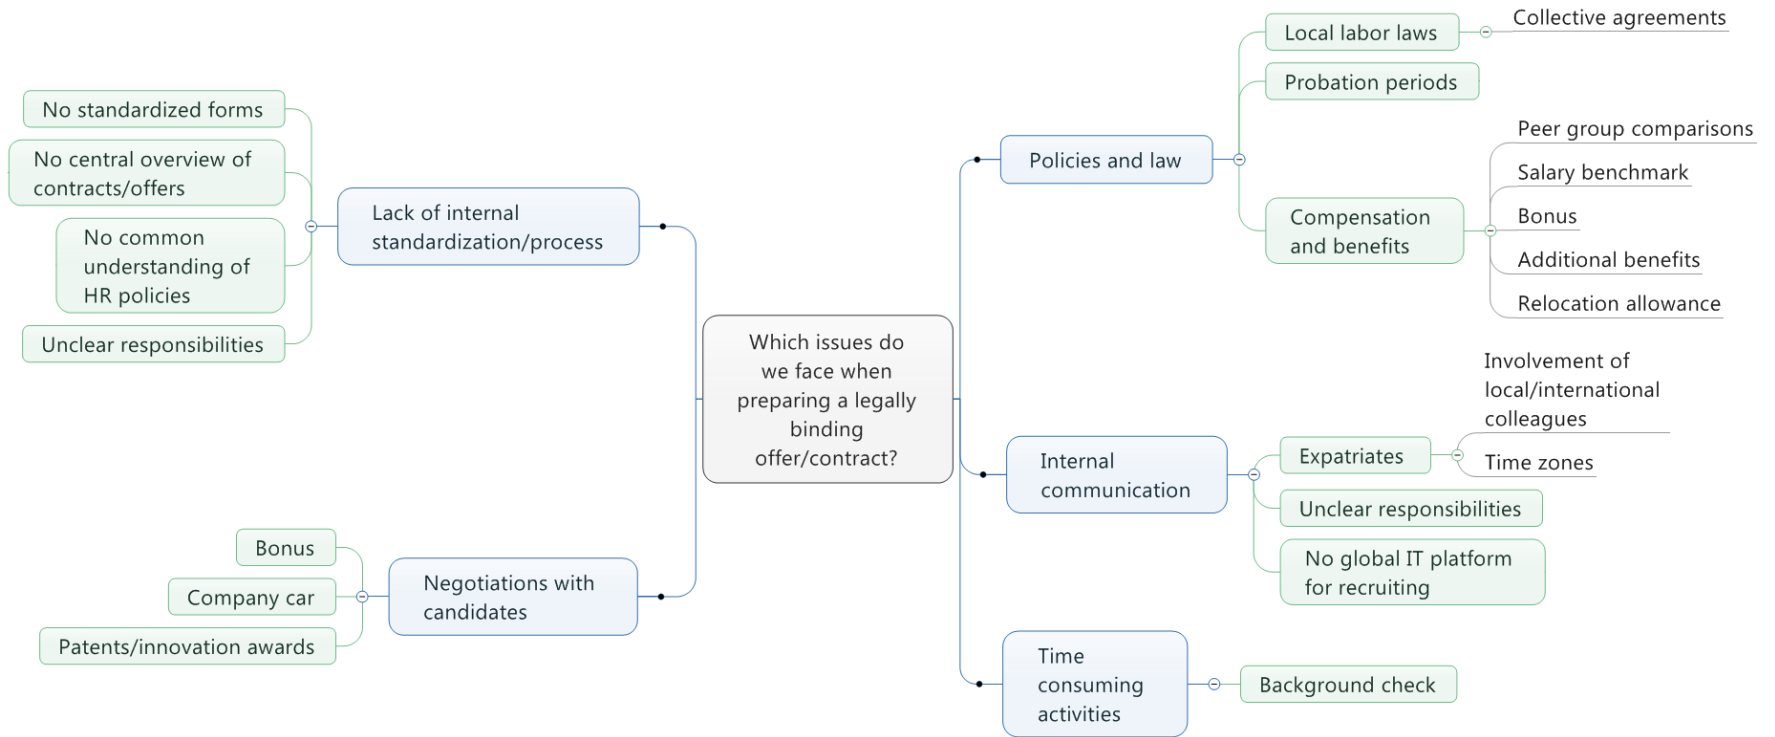 Which issues do
we face when
preparing a legally
binding
offer/contract?
Policies and law
Local labor laws
Collective agreements
Probation periods
Compensation
and benefits
Peer group comparisons
Salary benchmark
Bonus
Additional benefits
Relocation allowance
Internal
communication
Expatriates
Involvement of
local/international
colleagues
Time zones
Unclear responsibilities
No global IT platform
for recruiting
Time
consuming
activities
Background check
Lack of internal
standardization/process
No standardized forms
No central overview of
contracts/offers
No common
understanding of
HR policies
Unclear responsibilities
Negotiations with
candidates
Bonus
Company car
Patents/innovation awards